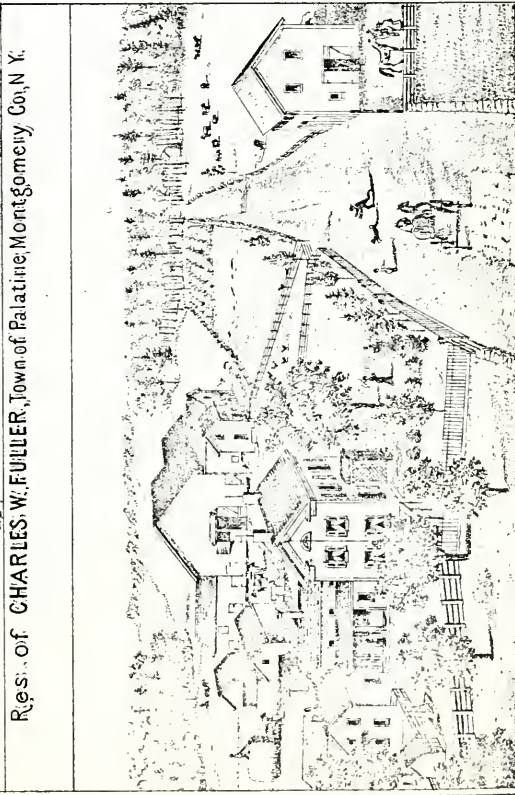 Res. of CHARLES. W. FULLER, Town of Palatine, Montgomery Co., N.Y.